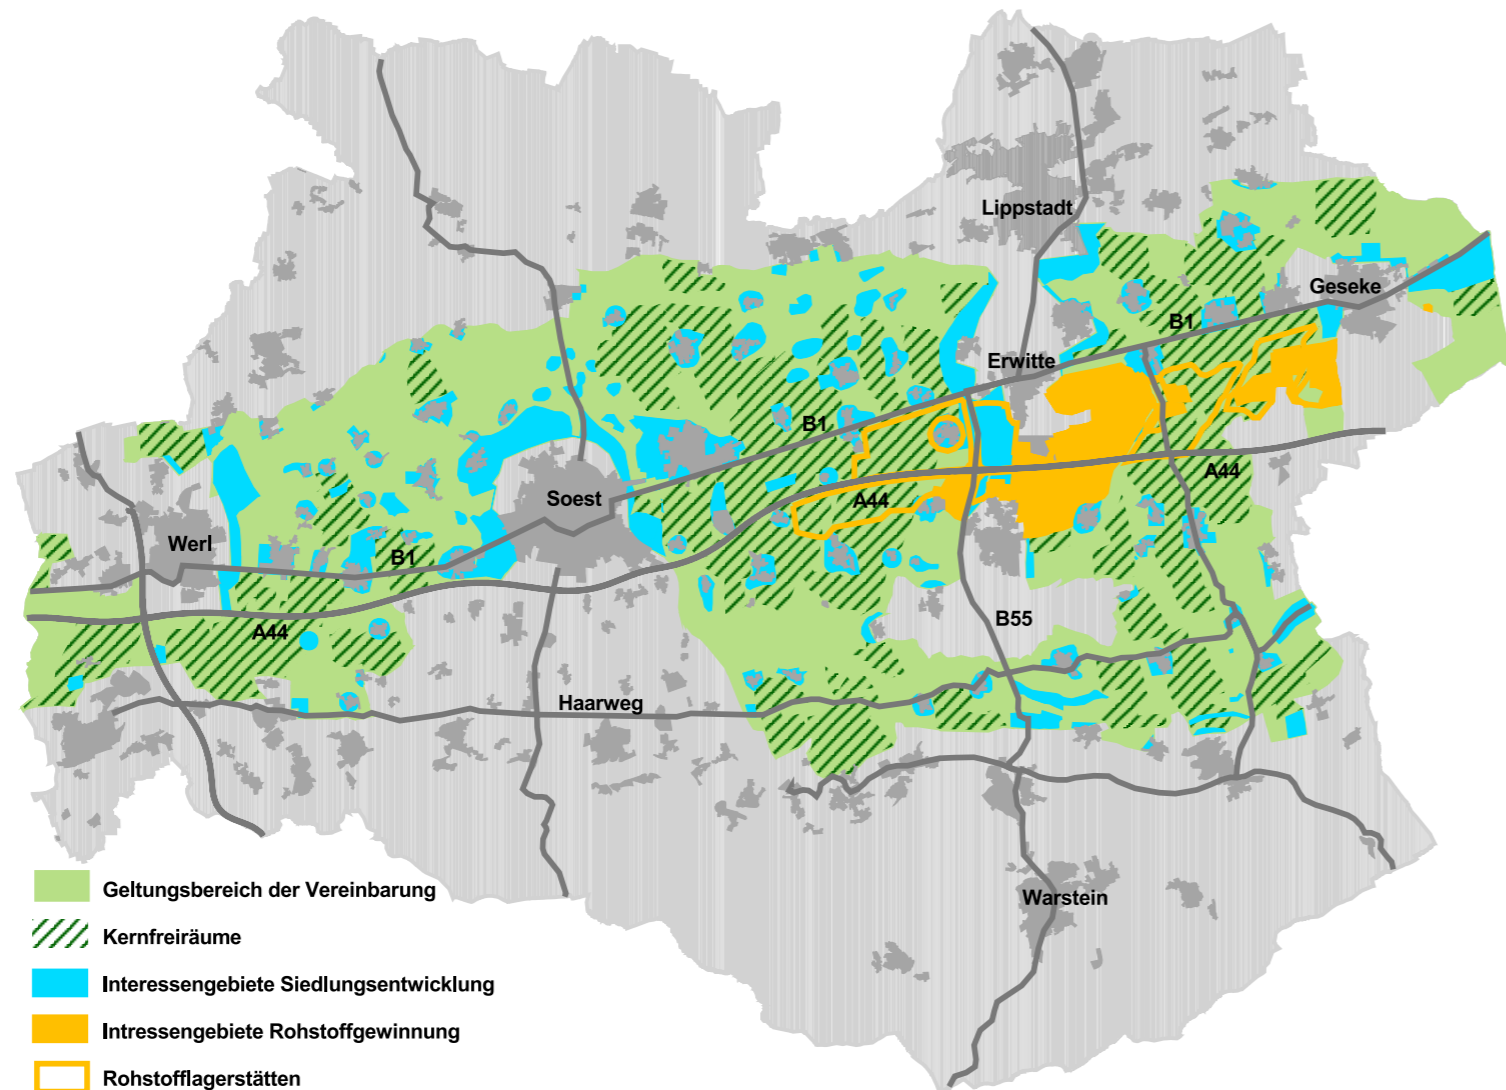 Lippstadt
Geseke
B1
Erwitte
B1
A44
A44
Soest
Werl
B1
A44
B55
Haarweg
Warstein
Geltungsbereich der Vereinbarung
Kernfreiräume
Interessengebiete Siedlungsentwicklung
Intressengebiete Rohstoffgewinnung
Rohstofflagerstätten